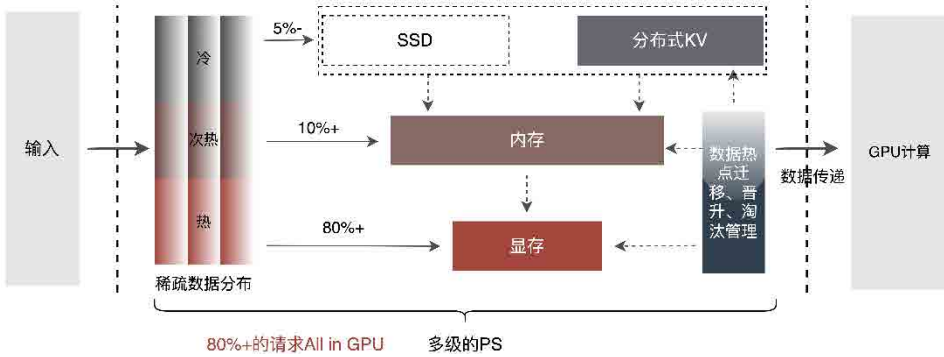 输入
冷
次热
热
稀疏数据分布
5%-
10%+
80%+
SSD
分布式KV
内存
显存
数据热
点迁
移、晋
升、淘
汰管理
数据传递
GPU计算
80%+的请求All in GPU
多级的PS